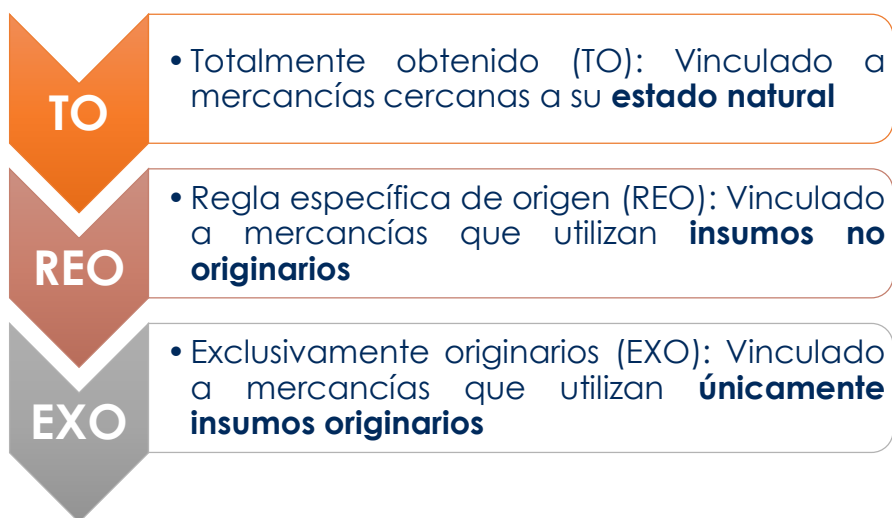 TO
• Totalmente obtenido (TO): Vinculado a
mercancías cercanas a su estado natural
REO
• Regla específica de origen (REO): Vinculado
a mercancías que utilizan insumos no
originarios
EXO
• Exclusivamente originarios (EXO): Vinculado
a mercancías que utilizan únicamente
insumos originarios